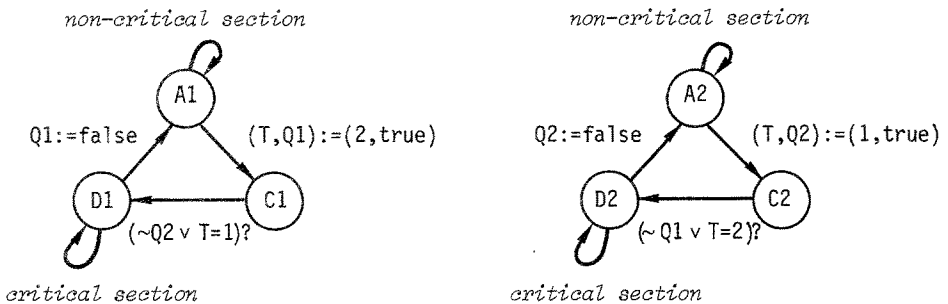 non-critical section
A1
Q1:=false
(T,Q1):=(2,true)
D1
C1
(~Q2 v T=1)?
critical section
non-critical section
A2
Q2:=false
(T,Q2):=(1,true)
D2
C2
(~Q1 v T=2)?
critical section